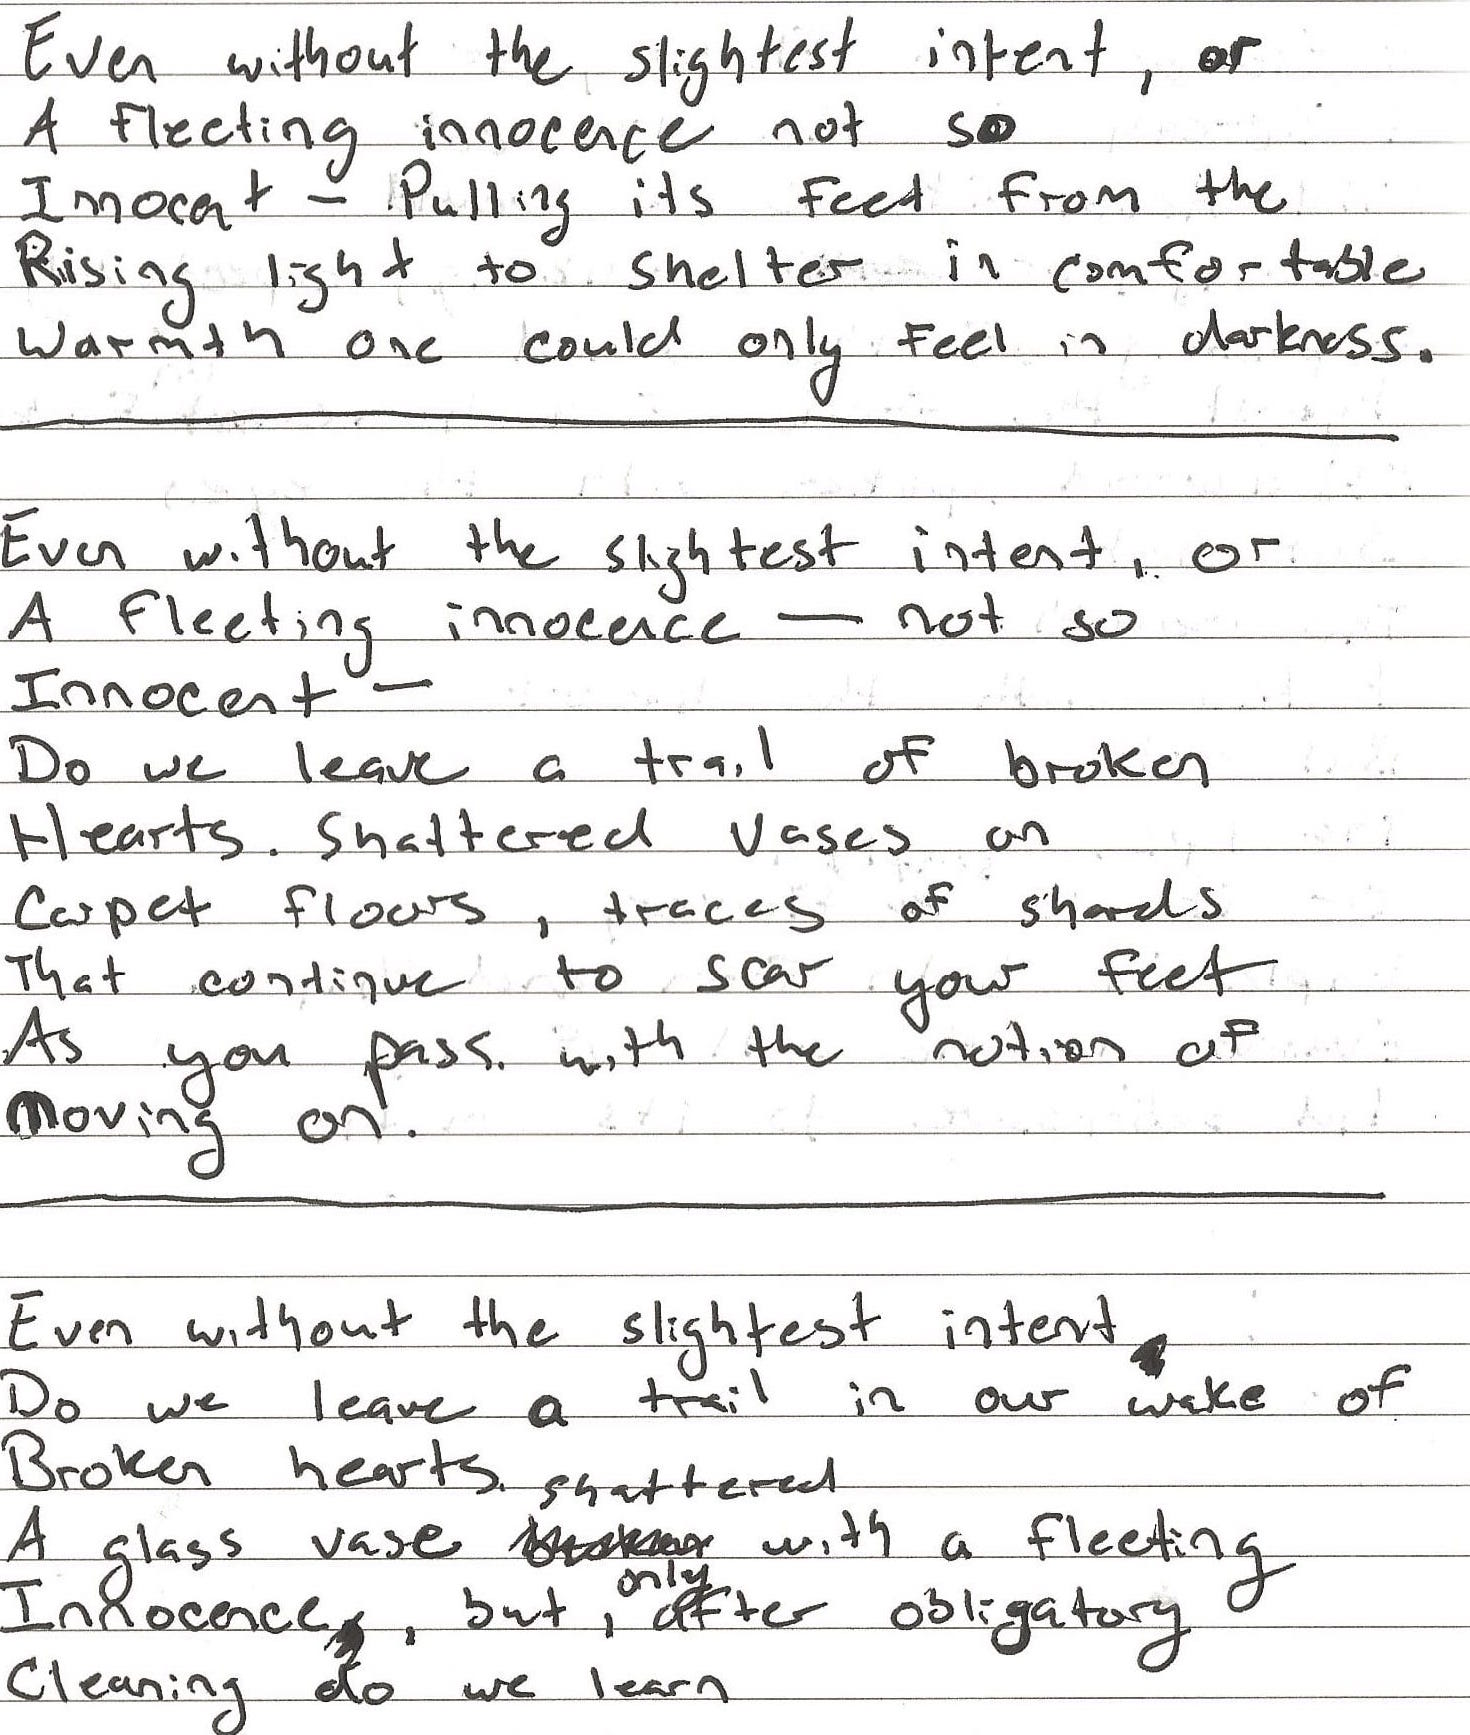 Even without the slightest intent, or
A fleeting innocence not so
Innocent - Pulling its feet from the
Rising light to shelter in comfortable
Warmth one could only feel in darkness.
Even without the slightest intent, or
A fleeting innocence — not so
Innocent -
Do we leave a trail of broken
Hearts. Shattered vases on
Carpet floors, traces of shards
That continue to scar your feet
As you pass with the notion of
Moving on.
Even without the slightest intent
Do we leave a trail in our wake of
Broken hearts.
shattered
A glass vase with a fleeting
only
Innocence, but, after obligatory
Cleaning do we learn